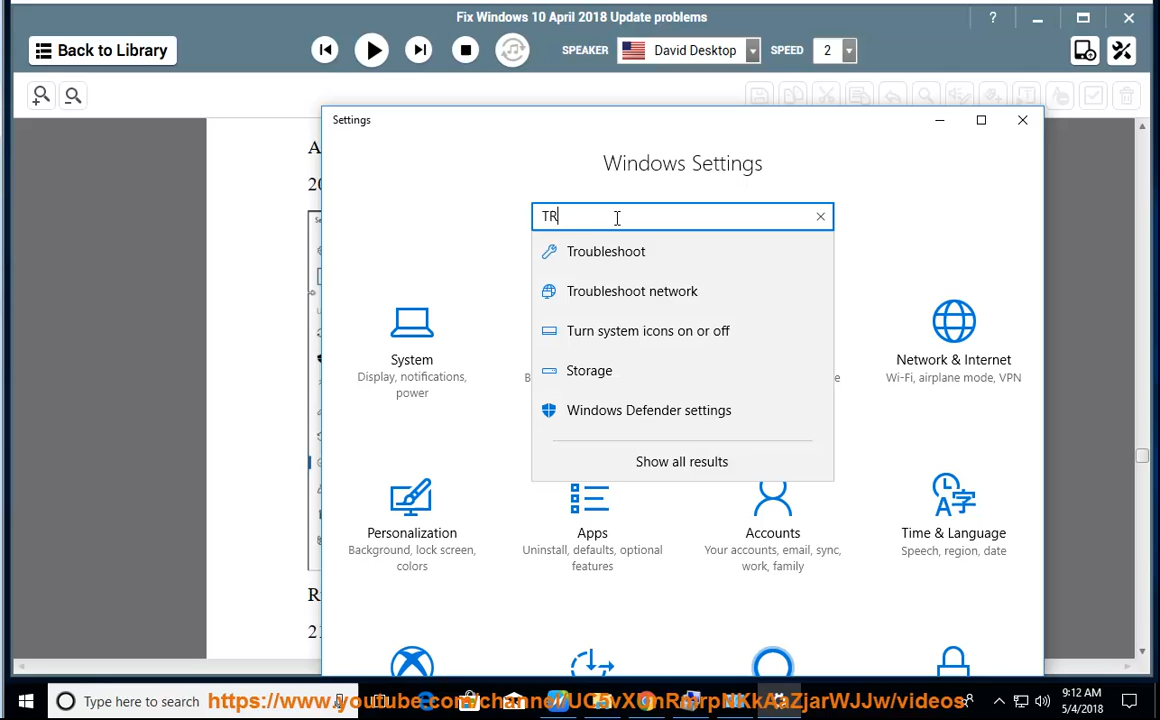 Fix Windows 10 April 2018 Update problems
?
Back to Library
SPEAKER
David Desktop
SPEED
2
Settings
Windows Settings
TR
Troubleshoot
Troubleshoot network
Turn system icons on or off
Storage
Windows Defender settings
Show all results
System
Display, notifications,
power
Network & Internet
Wi-Fi, airplane mode, VPN
Personalization
Background, lock screen,
colors
Apps
Uninstall, defaults, optional
features
Accounts
Your accounts, email, sync,
work, family
Time & Language
Speech, region, date
Type here to search
https://www.youtube.com/channel/UC5vX0mRmrpNXkAaZjarWJJw/videos
9:12 AM
5/4/2018